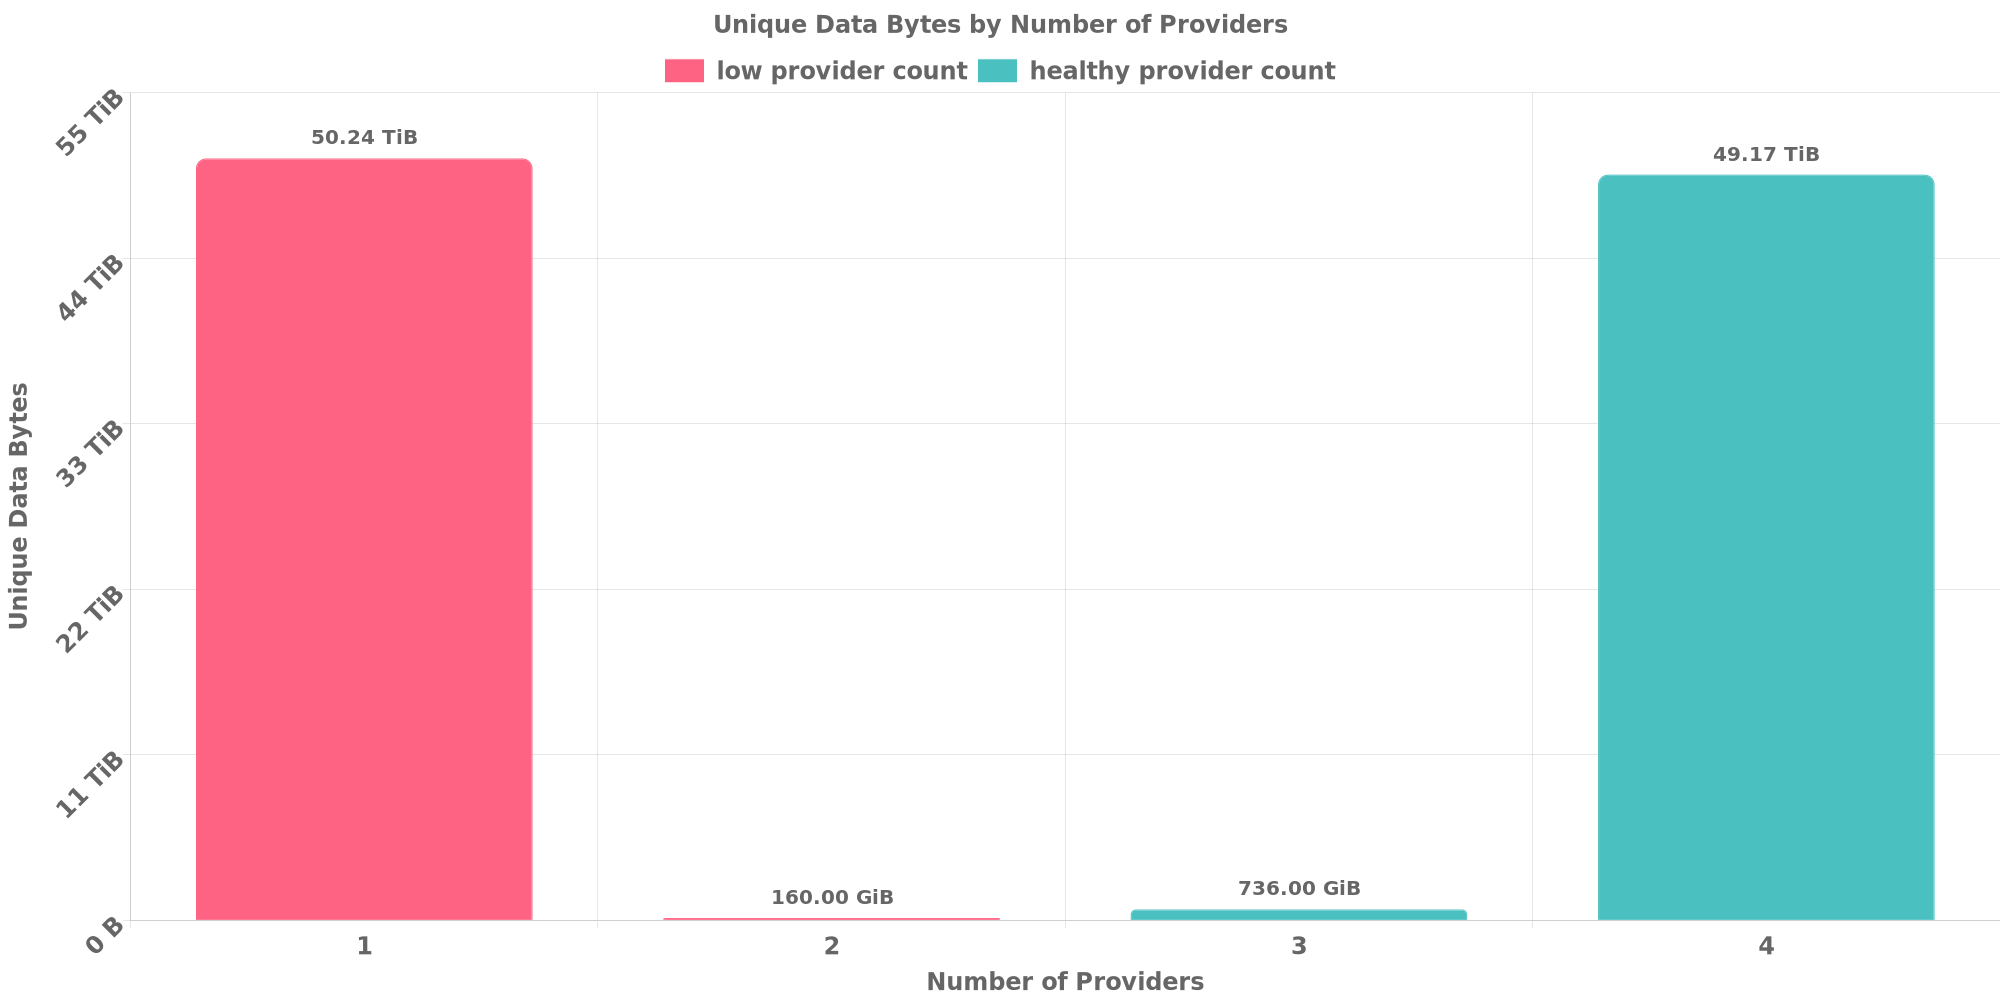 Unique Data Bytes by Number of Providers
low provider count
healthy provider count
55 TiB
44 TiB
33 TiB
22 TiB
11 TiB
0 B
Unique Data Bytes
50.24 TiB
160.00 GiB
736.00 GiB
49.17 TiB
1
2
3
4
Number of Providers